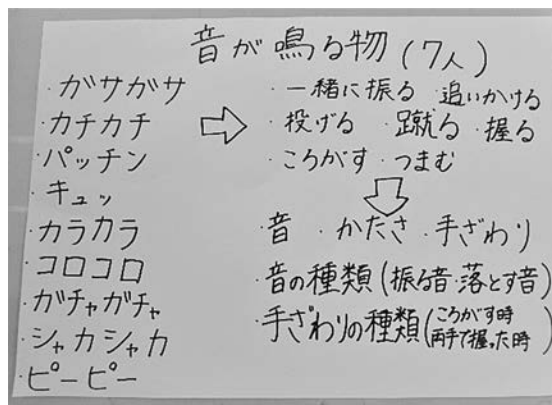 音が鳴る物(7人)
・ガサガサ
・カチカチ
・パッチン
・キュッ
・カラカラ
・コロコロ
・ガチャガチャ
・シャカシャカ
・ピーピー
・一緒に振る ・追いかける
・投げる ・蹴る ・握る
・ころがす ・つまむ
・音 ・かたさ ・手ざわり
・音の種類(振る音・落とす音)
・手ざわりの種類(ころがす時
両手で握った時)